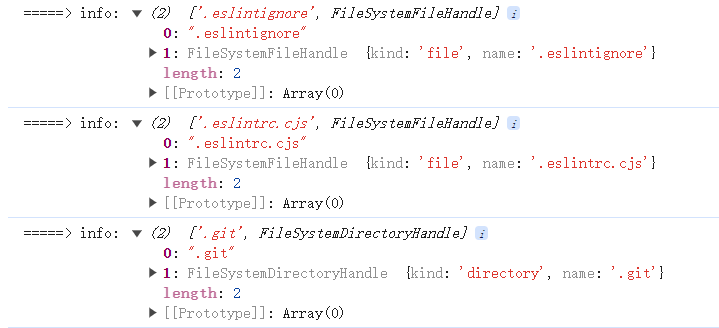 =====> info: ▼ (2) ['.eslintignore', FileSystemFileHandle] i
0: ".eslintignore"
▶ 1: FileSystemFileHandle {kind: 'file', name: '.eslintignore'}
length: 2
▶ [[Prototype]]: Array(0)
=====> info: ▼ (2) ['.eslintrc.cjs', FileSystemFileHandle] i
0: ".eslintrc.cjs"
▶ 1: FileSystemFileHandle {kind: 'file', name: '.eslintrc.cjs'}
length: 2
▶ [[Prototype]]: Array(0)
=====> info: ▼ (2) ['.git', FileSystemDirectoryHandle] i
0: ".git"
▶ 1: FileSystemDirectoryHandle {kind: 'directory', name: '.git'}
length: 2
▶ [[Prototype]]: Array(0)